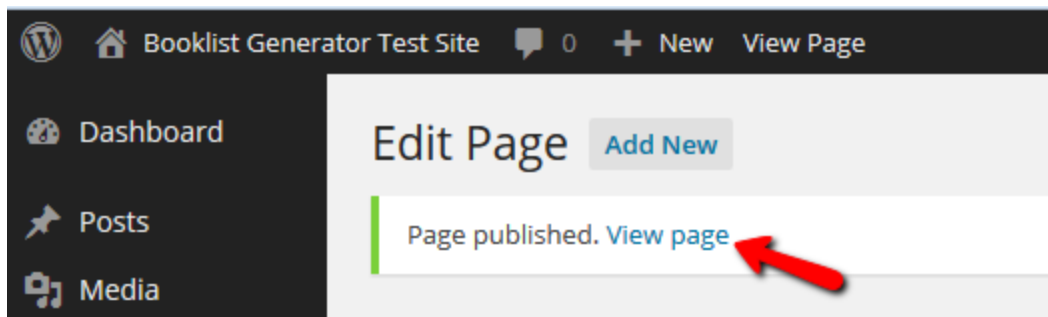 Booklist Generator Test Site 0 New View Page
Dashboard
Edit Page Add New
Posts
Page published. View page
Media